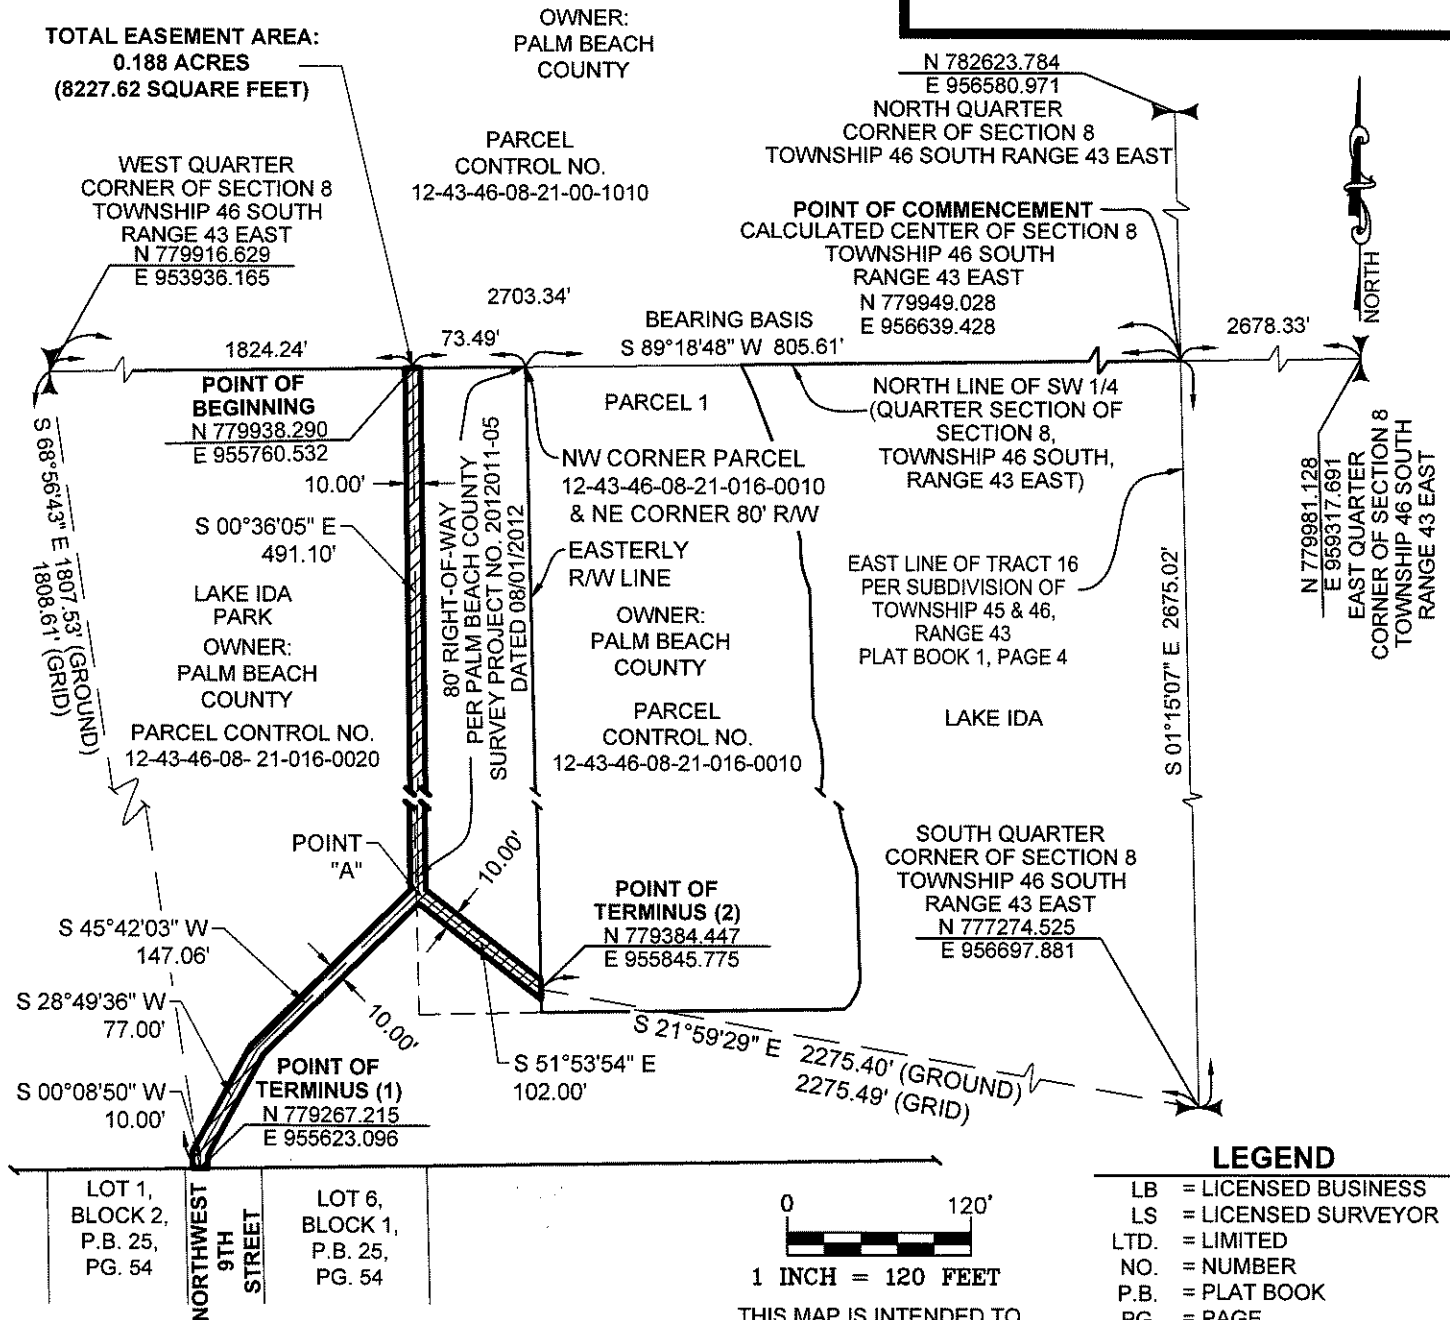 TOTAL EASEMENT AREA:
0.188 ACRES
(8227.62 SQUARE FEET)
OWNER:
PALM BEACH
COUNTY
PARCEL
CONTROL NO.
12-43-46-08-21-00-1010
N 782623.784
E 956580.971
NORTH QUARTER
CORNER OF SECTION 8
TOWNSHIP 46 SOUTH RANGE 43 EAST
NORTH
WEST QUARTER
CORNER OF SECTION 8
TOWNSHIP 46 SOUTH
RANGE 43 EAST
N 779916.629
E 953936.165
POINT OF COMMENCEMENT
CALCULATED CENTER OF SECTION 8
TOWNSHIP 46 SOUTH
RANGE 43 EAST
N 779949.028
E 956639.428
2703.34'
1824.24'
73.49'
BEARING BASIS
S 89°18'48" W 805.61'
2678.33'
POINT OF
BEGINNING
N 779938.290
E 955760.532
10.00'
S 00°36'05" E
491.10'
PARCEL 1
NORTH LINE OF SW 1/4
(QUARTER SECTION OF
SECTION 8,
TOWNSHIP 46 SOUTH,
RANGE 43 EAST)
NW CORNER PARCEL
12-43-46-08-21-016-0010
& NE CORNER 80' R/W
EASTERLY
R/W LINE
80' RIGHT-OF-WAY
PER PALM BEACH COUNTY
SURVEY PROJECT NO. 2012011-05
DATED 08/01/2012
N 779981.128
E 959317.691
EAST QUARTER
CORNER OF SECTION 8
TOWNSHIP 46 SOUTH
RANGE 43 EAST
S 68°56'43" E 1807.53' (GROUND)
1808.61' (GRID)
LAKE IDA
PARK
OWNER:
PALM BEACH
COUNTY
PARCEL CONTROL NO.
12-43-46-08- 21-016-0020
OWNER:
PALM BEACH
COUNTY
PARCEL
CONTROL NO.
12-43-46-08-21-016-0010
EAST LINE OF TRACT 16
PER SUBDIVISION OF
TOWNSHIP 45 & 46,
RANGE 43
PLAT BOOK 1, PAGE 4
LAKE IDA
S 01°15'07" E 2675.02'
POINT
"A"
10.00'
POINT OF
TERMINUS (2)
N 779384.447
E 955845.775
SOUTH QUARTER
CORNER OF SECTION 8
TOWNSHIP 46 SOUTH
RANGE 43 EAST
N 777274.525
E 956697.881
S 45°42'03" W
147.06'
S 28°49'36" W
77.00'
S 00°08'50" W
10.00'
10.00'
S 51°53'54" E
102.00'
S 21°59'29" E 2275.40' (GROUND)
2275.49' (GRID)
POINT OF
TERMINUS (1)
N 779267.215
E 955623.096
LOT 1,
BLOCK 2,
P.B. 25,
PG. 54
NORTHWEST
9TH
STREET
LOT 6,
BLOCK 1,
P.B. 25,
PG. 54
0 120'
1 INCH = 120 FEET
THIS MAP IS INTENDED TO
LEGEND
LB = LICENSED BUSINESS
LS = LICENSED SURVEYOR
LTD. = LIMITED
NO. = NUMBER
P.B. = PLAT BOOK
PG. = PAGE